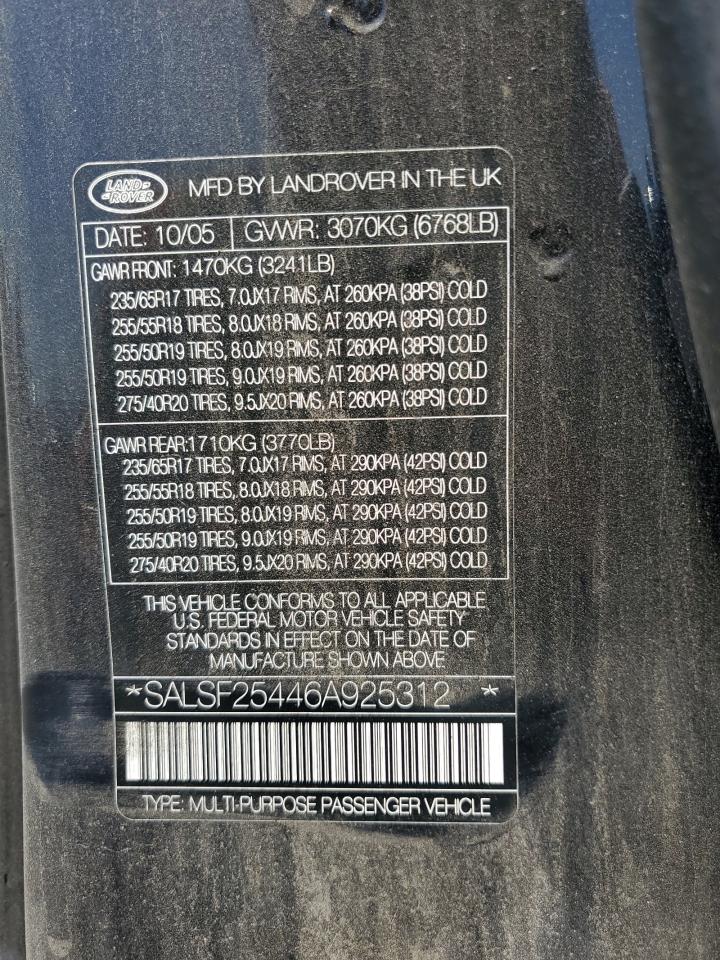 LAND-
-ROVER
MFD BY LANDROVER IN THE UK
DATE: 10/05 GVWR: 3070KG (6768LB)
GAWR FRONT: 1470KG (3241LB)
235/65R17 TIRES, 7.0JX17 RIMS, AT 260KPA (38PSI) COLD
255/55R18 TIRES, 8.0JX18 RIMS, AT 260KPA (38PSI) COLD
255/50R19 TIRES, 8.0JX19 RIMS, AT 260KPA (38PSI) COLD
255/50R19 TIRES, 9.0JX19 RIMS, AT 260KPA (38PSI) COLD
275/40R20 TIRES, 9.5JX20 RIMS, AT 260KPA (38PSI) COLD
GAWR REAR:1710KG (3770LB)
235/65R17 TIRES, 7.0JX17 RIMS, AT 290KPA (42PSI) COLD
255/55R18 TIRES, 8.0JX18 RIMS, AT 290KPA (42PSI) COLD
255/50R19 TIRES, 8.0JX19 RIMS, AT 290KPA (42PSI) COLD
255/50R19 TIRES, 9.0JX19 RIMS, AT 290KPA (42PSI) COLD
275/40R20 TIRES, 9.5JX20 RIMS, AT 290KPA (42PSI) COLD
THIS VEHICLE CONFORMS TO ALL APPLICABLE
U.S. FEDERAL MOTOR VEHICLE SAFETY
STANDARDS IN EFFECT ON THE DATE OF
MANUFACTURE SHOWN ABOVE
*SALSF25446A925312 *
TYPE: MULTI-PURPOSE PASSENGER VEHICLE